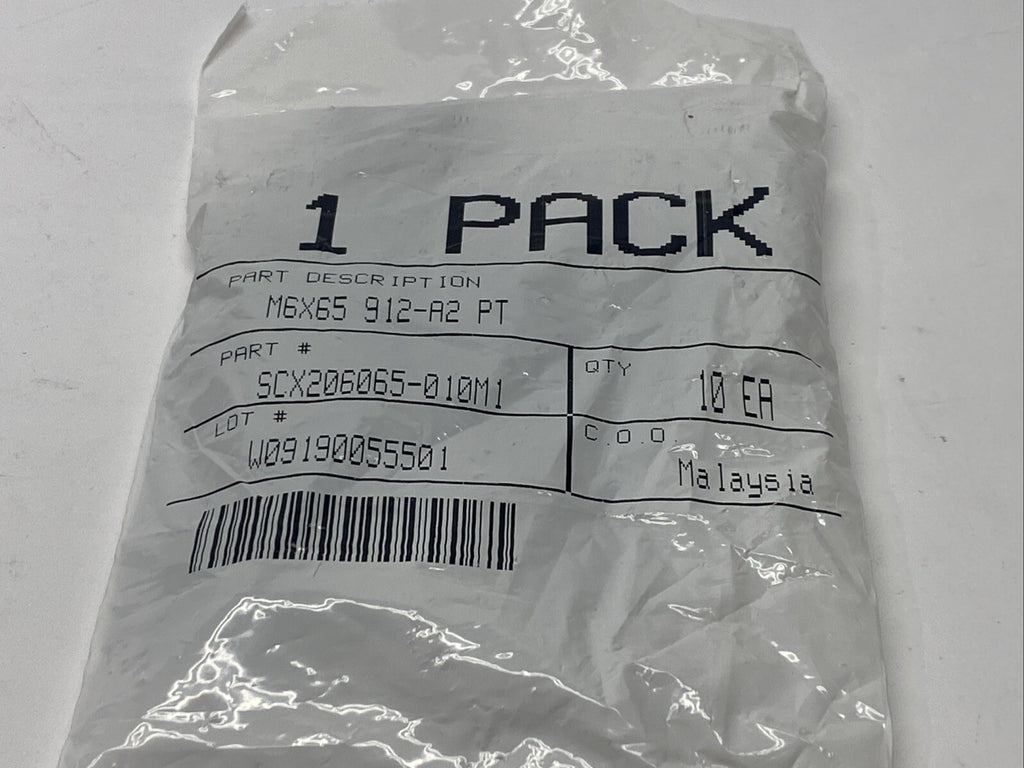 1 PACK
PART DESCRIPTION
M6X65 912-A2 PT
PART #
SCX206065-010M1
QTY
10 EA
LOT #
W09190055501
C.O.O.
Malaysia